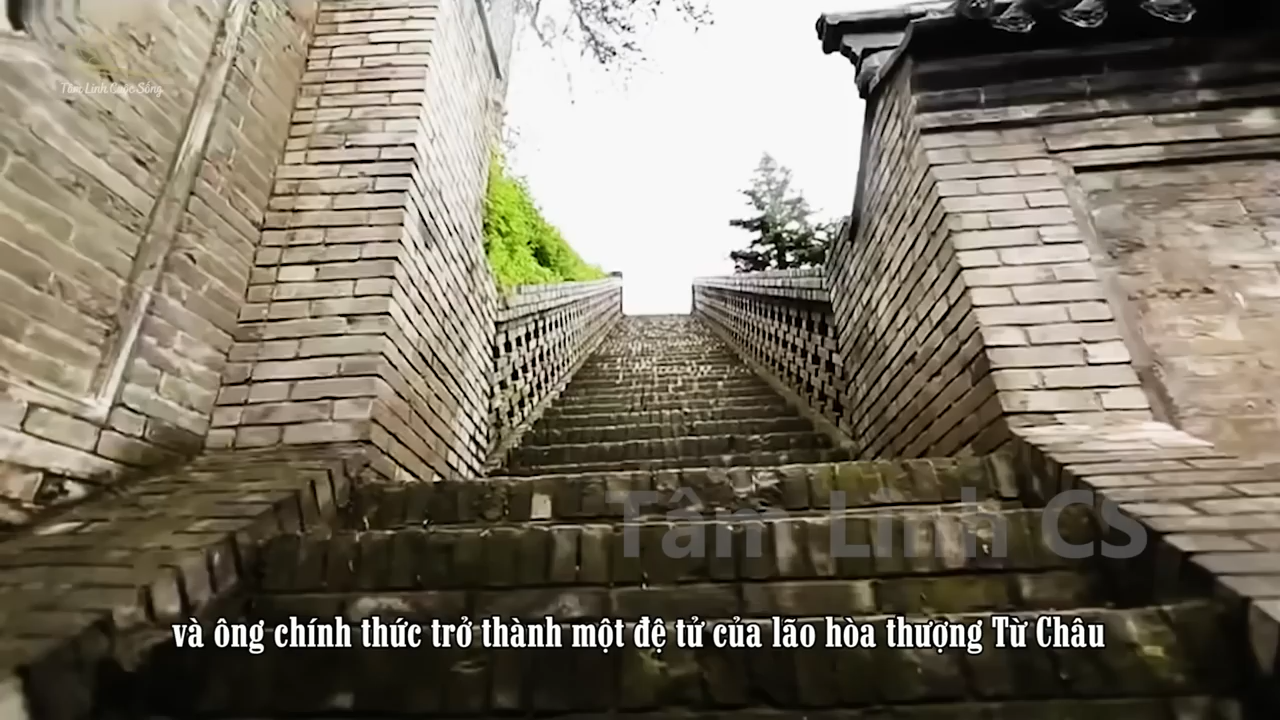 Tâm Linh Cuộc Sống
Tâm Linh CS
và ông chính thức trở thành một đệ tử của lão hòa thượng Từ Châu